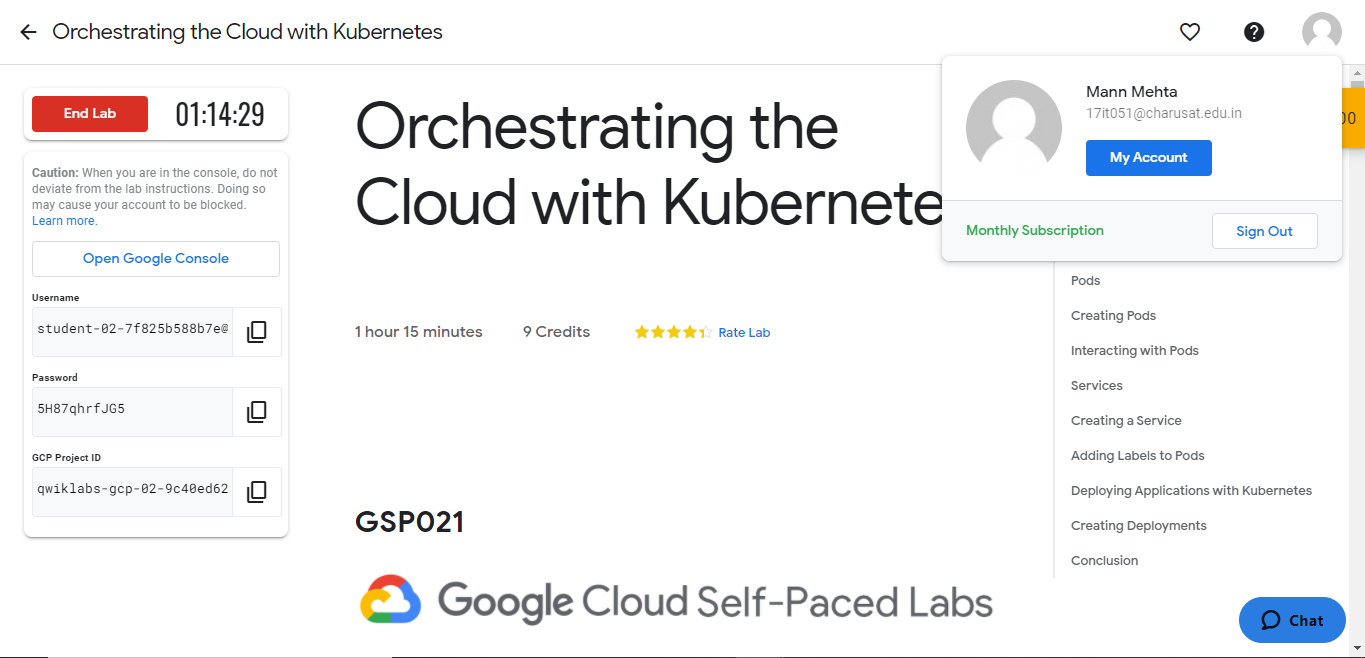 Orchestrating the Cloud with Kubernetes
End Lab
01:14:29
Caution: When you are in the console, do not
deviate from the lab instructions. Doing so
may cause your account to be blocked.
Learn more.
Open Google Console
Username
student-02-7f825b588b7e@
Password
5H87qhrfJG5
GCP Project ID
qwiklabs-gcp-02-9c40ed62
Orchestrating the
Cloud with Kubernete
1 hour 15 minutes
9 Credits
Rate Lab
GSP021
Google Cloud Self-Paced Labs
Mann Mehta
17it051@charusat.edu.in
My Account
Monthly Subscription
Sign Out
00
Pods
Creating Pods
Interacting with Pods
Services
Creating a Service
Adding Labels to Pods
Deploying Applications with Kubernetes
Creating Deployments
Conclusion
Chat